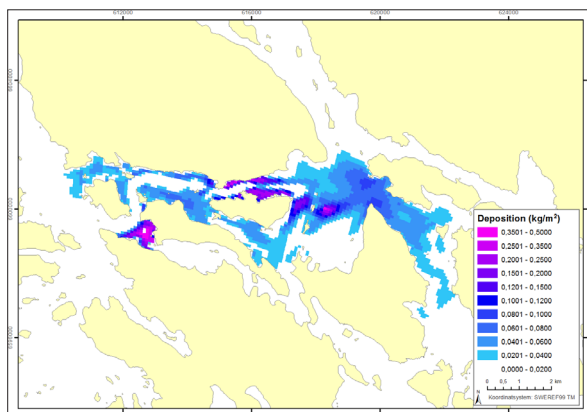 612000
616000
620000
624000
6600000
Deposition (kg/m²)
0,3501 - 0,5000
0,2501 - 0,3500
0,2001 - 0,2500
0,1501 - 0,2000
0,1201 - 0,1500
0,1001 - 0,1200
0,0801 - 0,1000
0,0601 - 0,0800
0,0401 - 0,0600
0,0201 - 0,0400
0,0000 - 0,0200
0 0,5 1 2 km
N
Koordinatsystem: SWEREF99 TM